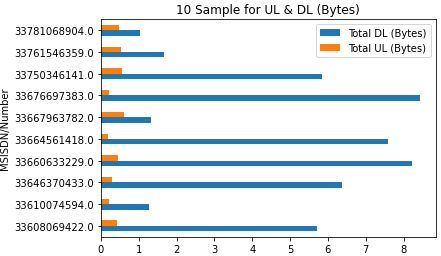 10 Sample for UL & DL (Bytes)
Total DL (Bytes)
Total UL (Bytes)
MSISDN/Number
33781068904.0
33761546359.0
33750346141.0
33676697383.0
33667963782.0
33664561418.0
33660633229.0
33646370433.0
33610074594.0
33608069422.0
0 1 2 3 4 5 6 7 8